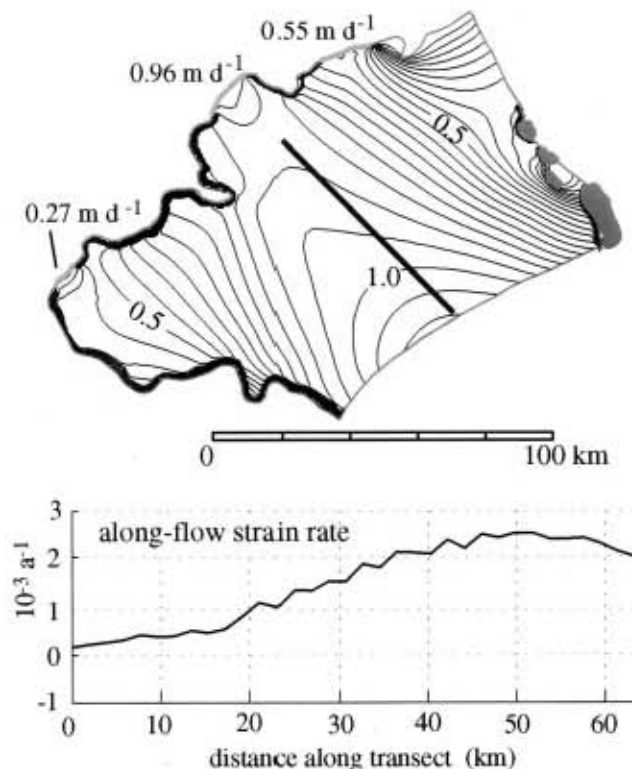 0.55 m d⁻¹
0.96 m d⁻¹
0.5
0.27 m d⁻¹
1.0
0.5
0 100 km
3
along-flow strain rate
2
10⁻³ a⁻¹
1
0
-1
0 10 20 30 40 50 60
distance along transect (km)